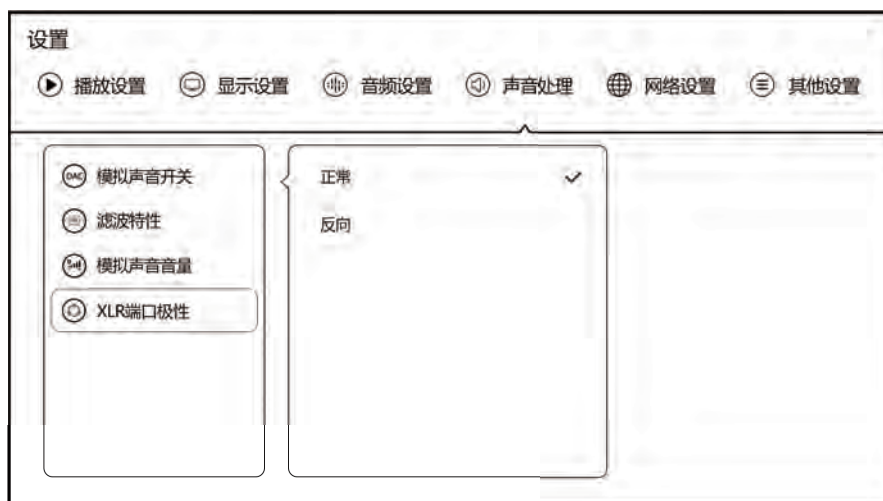 设置
播放设置 显示设置 音频设置 声音处理 网络设置 其他设置
DAC 模拟声音开关
滤波特性
模拟声音音量
XLR端口极性
正常
反向